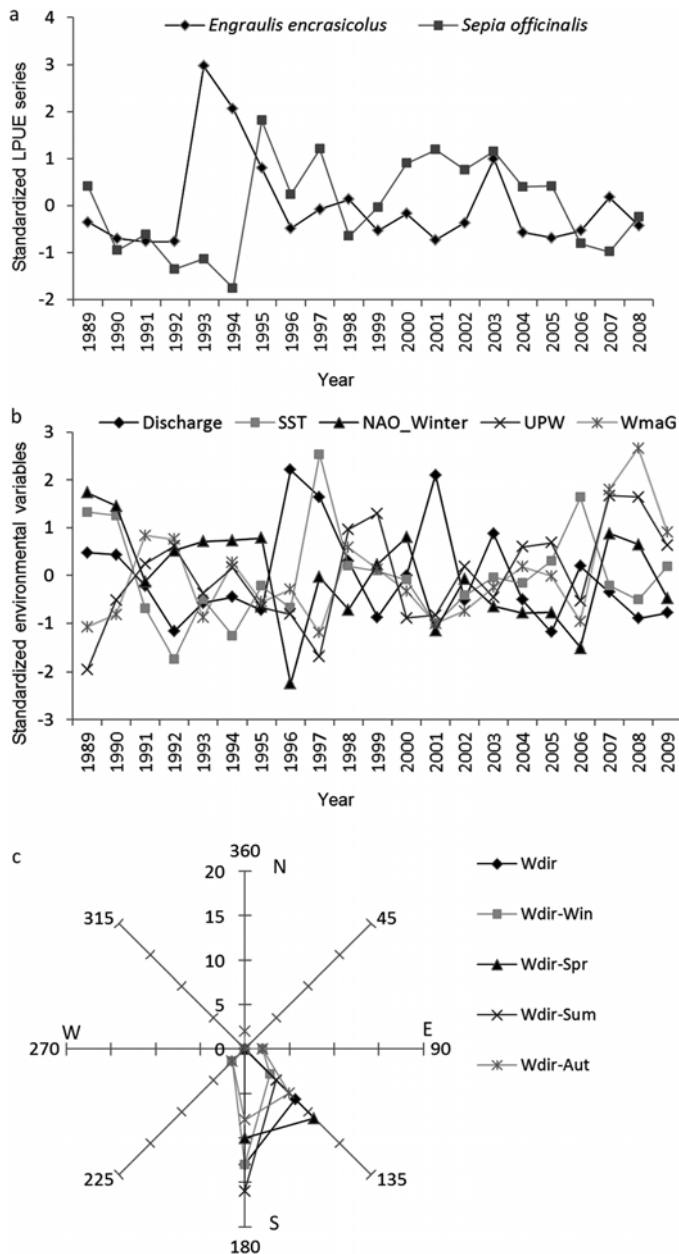 a
Engraulis encrasicolus Sepia officinalis
Standardized LPUE series
4
3
2
1
0
-1
-2
1989 1990 1991 1992 1993 1994 1995 1996 1997 1998 1999 2000 2001 2002 2003 2004 2005 2006 2007 2008
Year
b
Discharge SST NAO_Winter UPW WmaG
Standardized environmental variables
3
2
1
0
-1
-2
-3
1989 1990 1991 1992 1993 1994 1995 1996 1997 1998 1999 2000 2001 2002 2003 2004 2005 2006 2007 2008 2009
Year
c
360
N
20
15
10
5
0
315
45
W
270
E
90
225
135
S
180
Wdir
Wdir-Win
Wdir-Spr
Wdir-Sum
Wdir-Aut